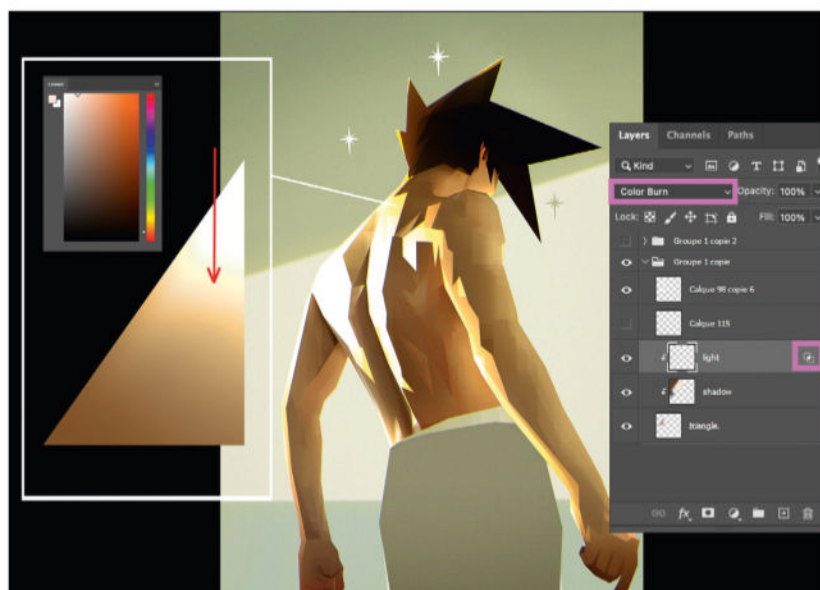 Layers Channels Paths
Kind
Color Burn Opacity: 100%
Lock: Fill: 100%
Groupe 1 copie 2
Groupe 1 copie
Calque 98 copie 6
Calque 115
light
shadow
triangle.
fx